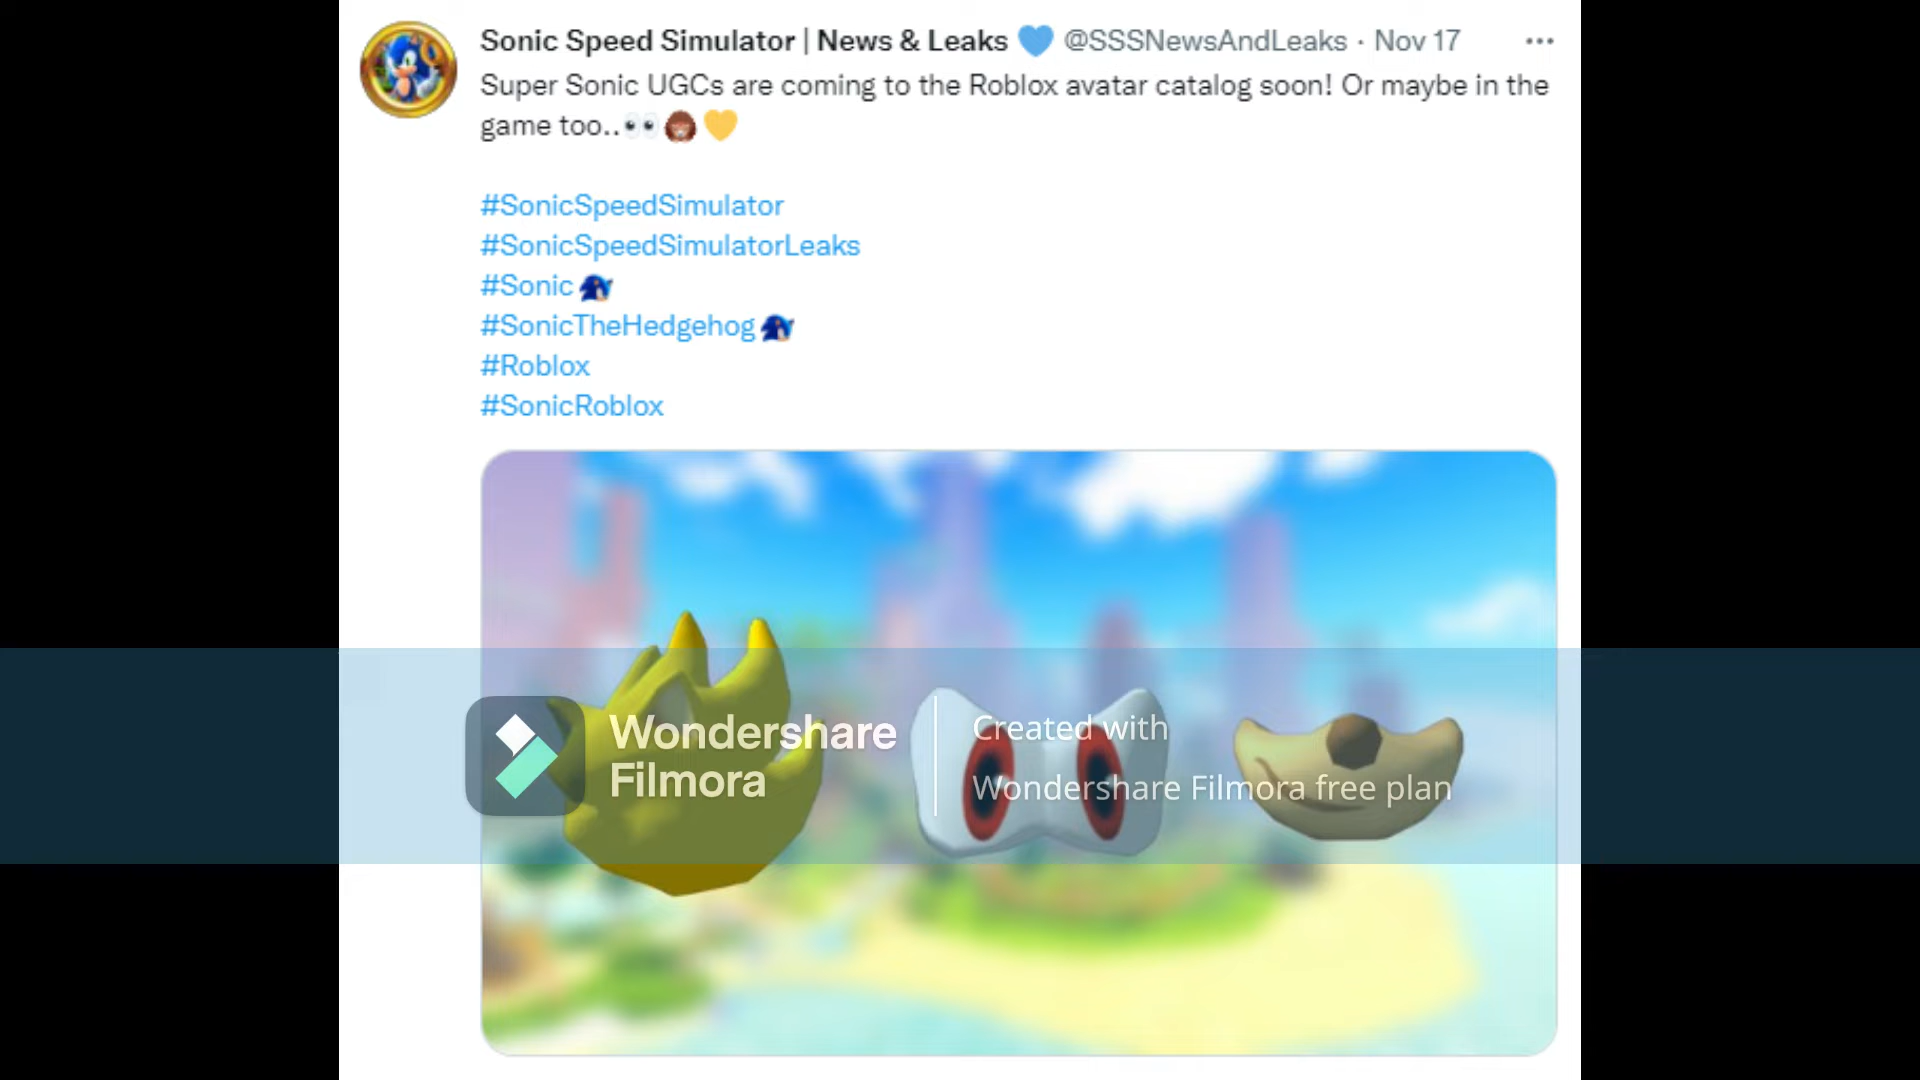 Sonic Speed Simulator | News & Leaks 💙 @SSSNewsAndLeaks · Nov 17 ...
Super Sonic UGCs are coming to the Roblox avatar catalog soon! Or maybe in the
game too..👀🦔💛
#SonicSpeedSimulator
#SonicSpeedSimulatorLeaks
#Sonic
#SonicTheHedgehog
#Roblox
#SonicRoblox
Wondershare
Filmora
Created with
Wondershare Filmora free plan